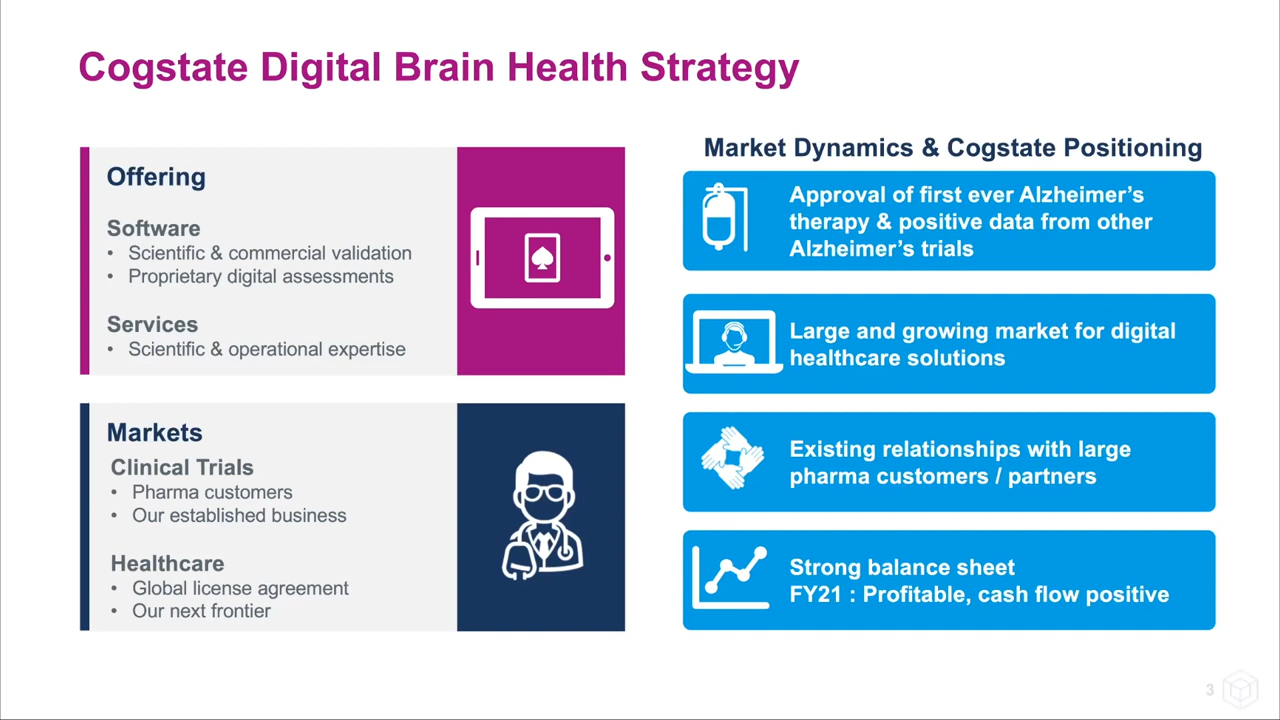 Cogstate Digital Brain Health Strategy
Offering
Software
• Scientific & commercial validation
• Proprietary digital assessments
Services
• Scientific & operational expertise
Markets
Clinical Trials
• Pharma customers
• Our established business
Healthcare
• Global license agreement
• Our next frontier
Market Dynamics & Cogstate Positioning
Approval of first ever Alzheimer’s
therapy & positive data from other
Alzheimer’s trials
Large and growing market for digital
healthcare solutions
Existing relationships with large
pharma customers / partners
Strong balance sheet
FY21 : Profitable, cash flow positive
3